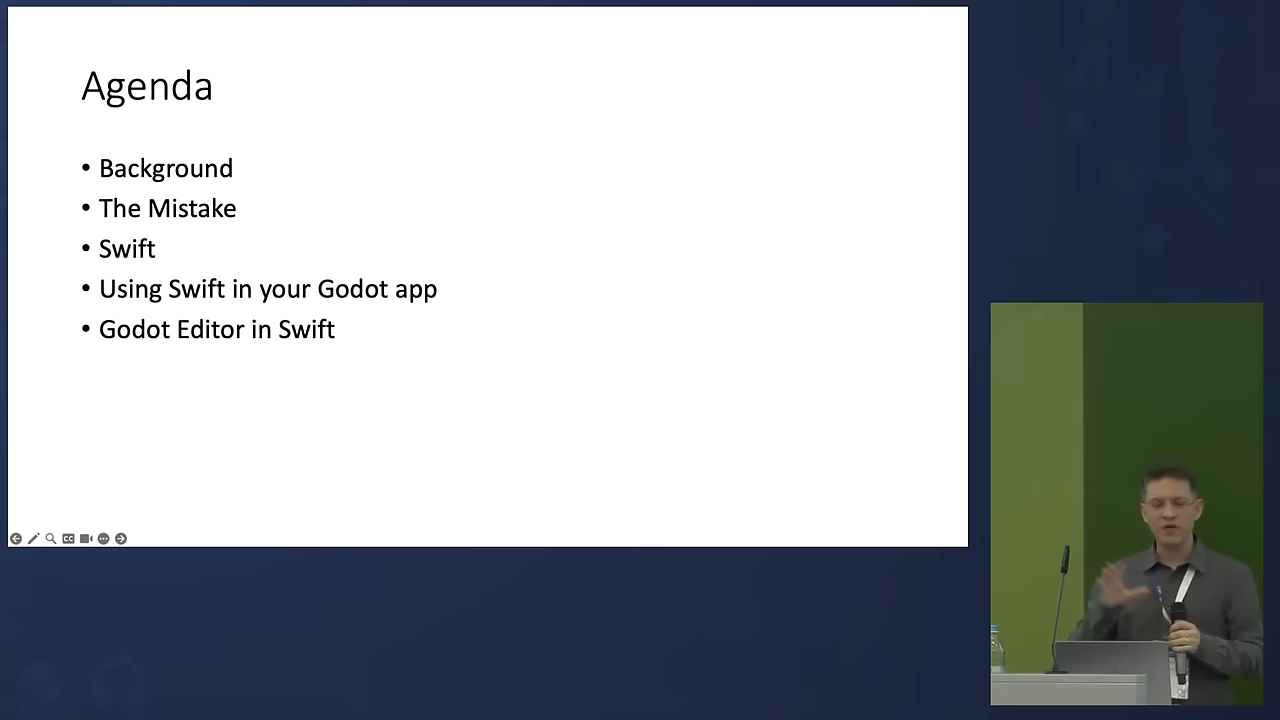 Agenda
• Background
• The Mistake
• Swift
• Using Swift in your Godot app
• Godot Editor in Swift